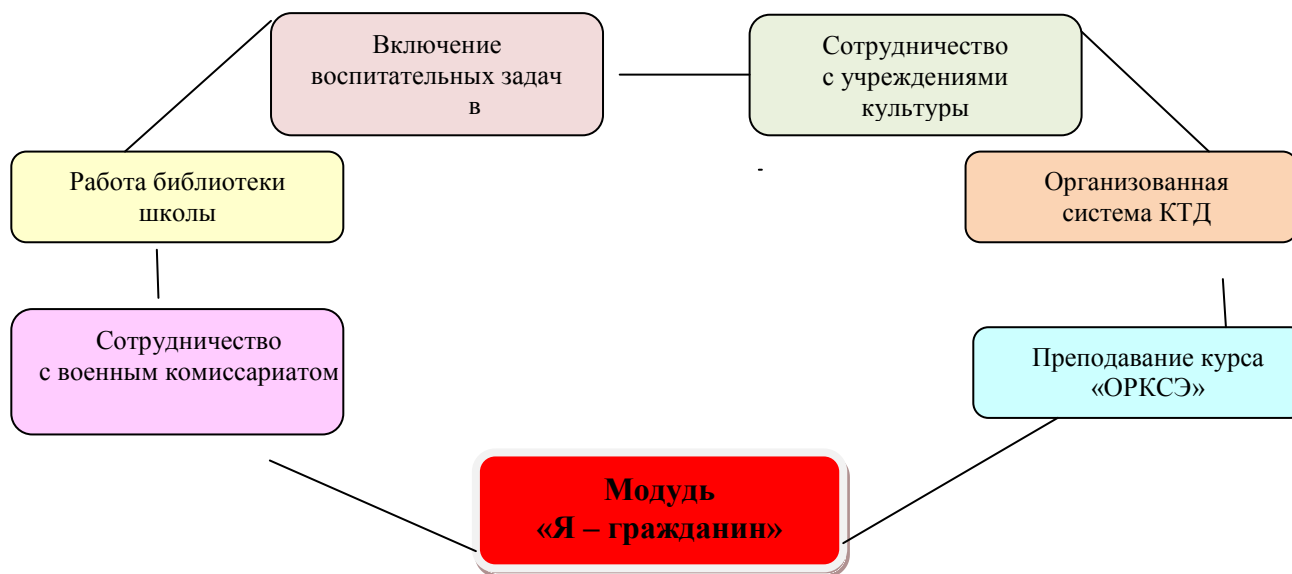 Включение
воспитательных задач
в
Сотрудничество
с учреждениями
культуры
Работа библиотеки
школы
-
Организованная
система КТД
Сотрудничество
с военным комиссариатом
Преподавание курса
«ОРКСЭ»
Модудь
«Я – гражданин»